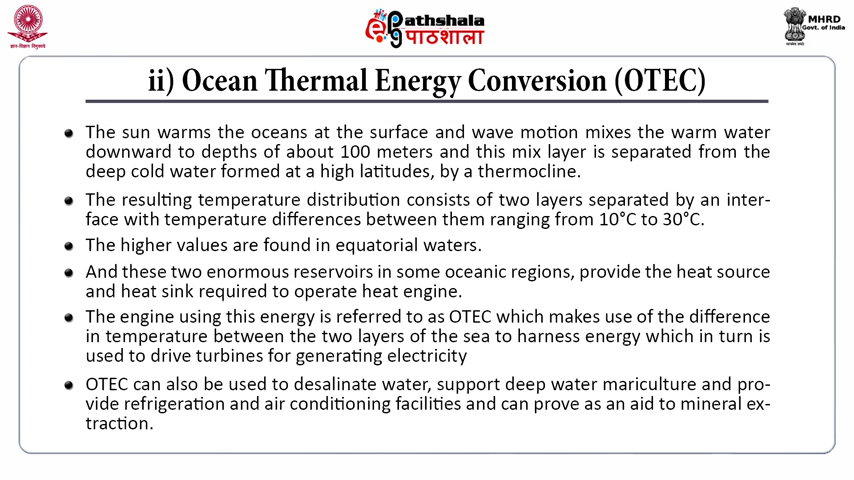 ePathshala
पाठशाला
MHRD
Govt. of India
ii) Ocean Thermal Energy Conversion (OTEC)
The sun warms the oceans at the surface and wave motion mixes the warm water
downward to depths of about 100 meters and this mix layer is separated from the
deep cold water formed at a high latitudes, by a thermocline.
The resulting temperature distribution consists of two layers separated by an inter-
face with temperature differences between them ranging from 10°C to 30°C.
The higher values are found in equatorial waters.
And these two enormous reservoirs in some oceanic regions, provide the heat source
and heat sink required to operate heat engine.
The engine using this energy is referred to as OTEC which makes use of the difference
in temperature between the two layers of the sea to harness energy which in turn is
used to drive turbines for generating electricity
OTEC can also be used to desalinate water, support deep water mariculture and pro-
vide refrigeration and air conditioning facilities and can prove as an aid to mineral ex-
traction.